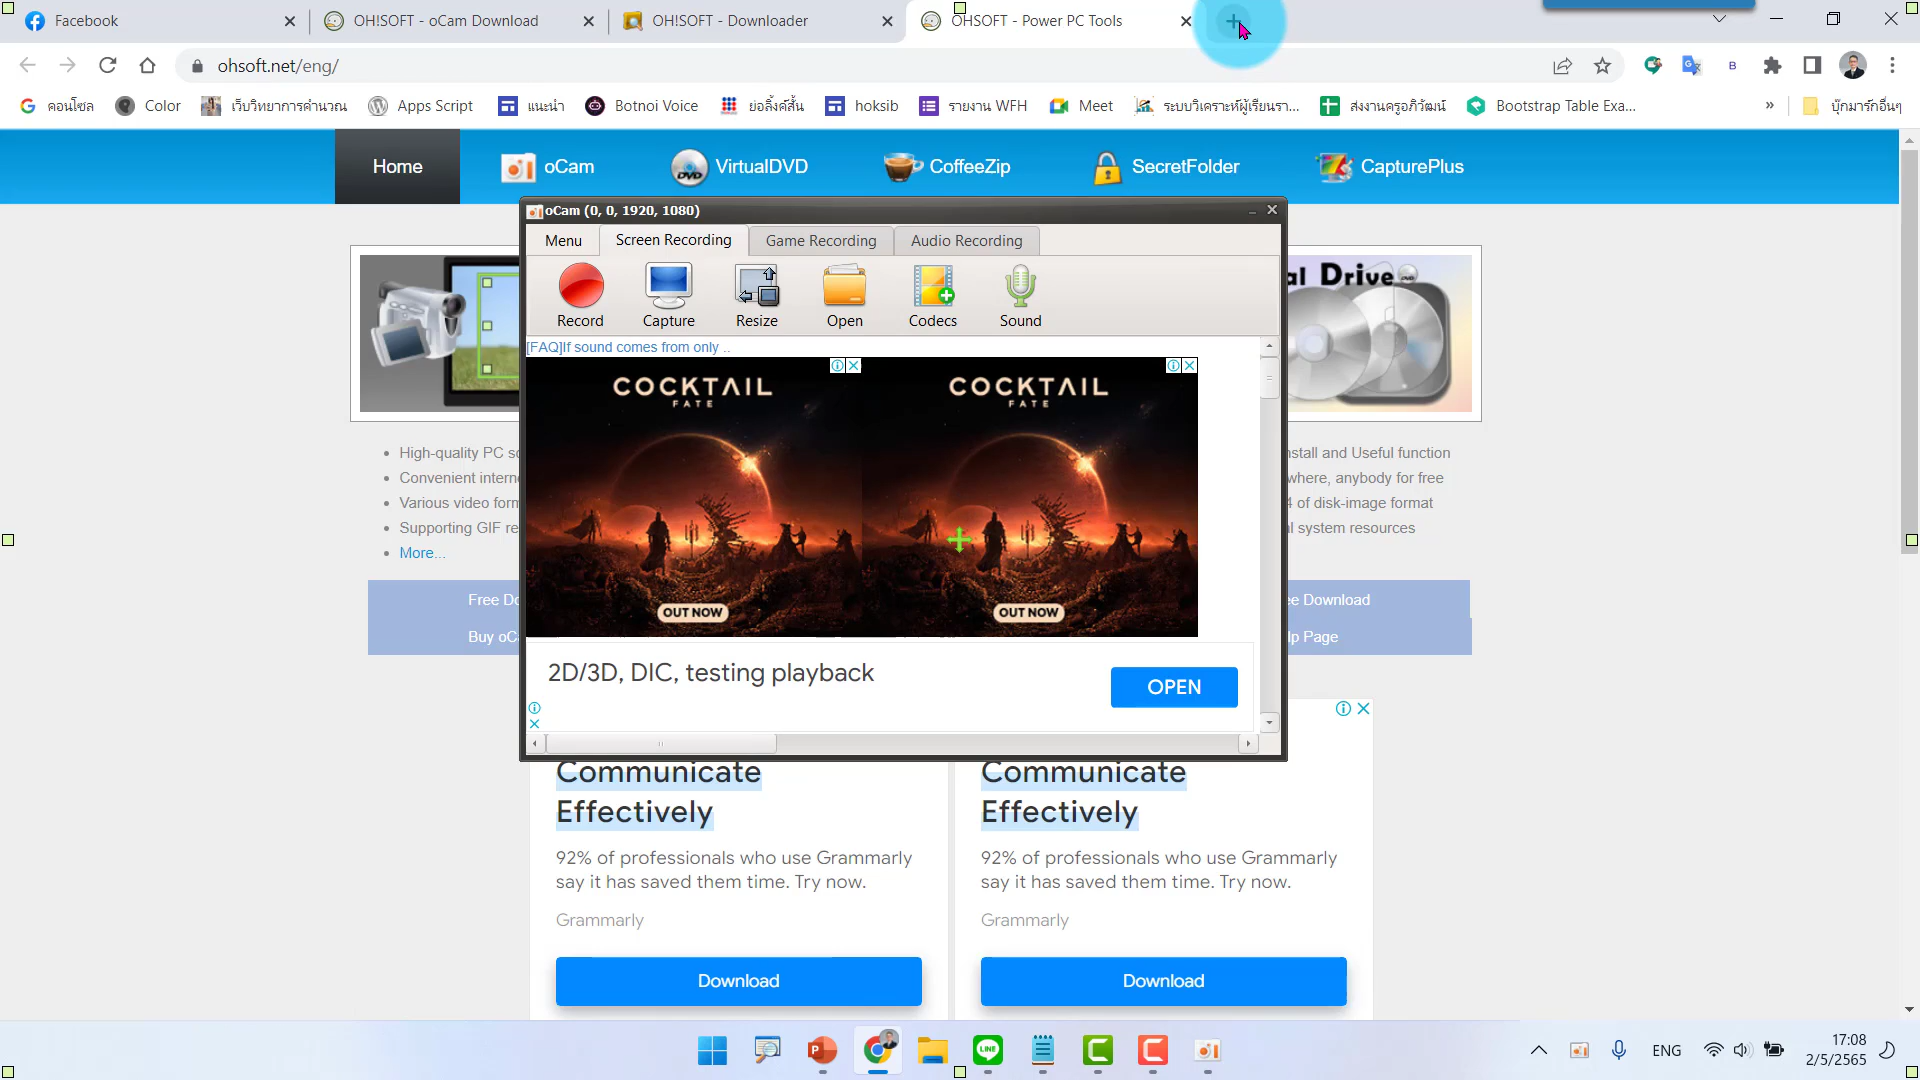 Facebook
OH!SOFT - oCam Download
OH!SOFT - Downloader
OHSOFT - Power PC Tools
ohsoft.net/eng/
คอนโซล
Color
เว็บวิทยาการคำนวณ
Apps Script
แนะนำ
Botnoi Voice
ย่อลิ้งค์สั้น
hoksib
รายงาน WFH
Meet
ระบบวิเคราะห์ผู้เรียนรา...
ส่งงานครูอภิวัฒน์
Bootstrap Table Exa...
»
บุ๊กมาร์กอื่นๆ
Home
oCam
VirtualDVD
CoffeeZip
SecretFolder
CapturePlus
oCam (0, 0, 1920, 1080)
Menu
Screen Recording
Game Recording
Audio Recording
Record
Capture
Resize
Open
Codecs
Sound
[FAQ]If sound comes from only ..
al Drive
DVD
COCKTAIL
FATE
OUT NOW
COCKTAIL
FATE
OUT NOW
High-quality PC s
Convenient intern
Various video form
Supporting GIF re
More...
Free Do
Buy oC
nstall and Useful function
where, anybody for free
4 of disk-image format
al system resources
ee Download
lp Page
2D/3D, DIC, testing playback
OPEN
Communicate
Effectively
92% of professionals who use Grammarly
say it has saved them time. Try now.
Grammarly
Download
Communicate
Effectively
92% of professionals who use Grammarly
say it has saved them time. Try now.
Grammarly
Download
ENG
17:08
2/5/2565